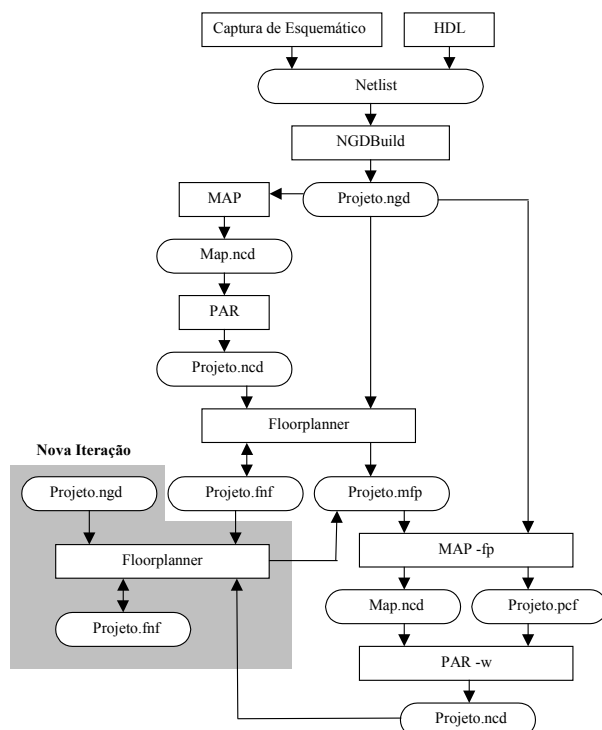 Captura de Esquemático
HDL
Netlist
NGDBuild
MAP
Projeto.ngd
Map.ncd
PAR
Projeto.ncd
Floorplanner
Nova Iteração
Projeto.ngd
Projeto.fnf
Projeto.mfp
Floorplanner
MAP -fp
Projeto.fnf
Map.ncd
Projeto.pcf
PAR -w
Projeto.ncd